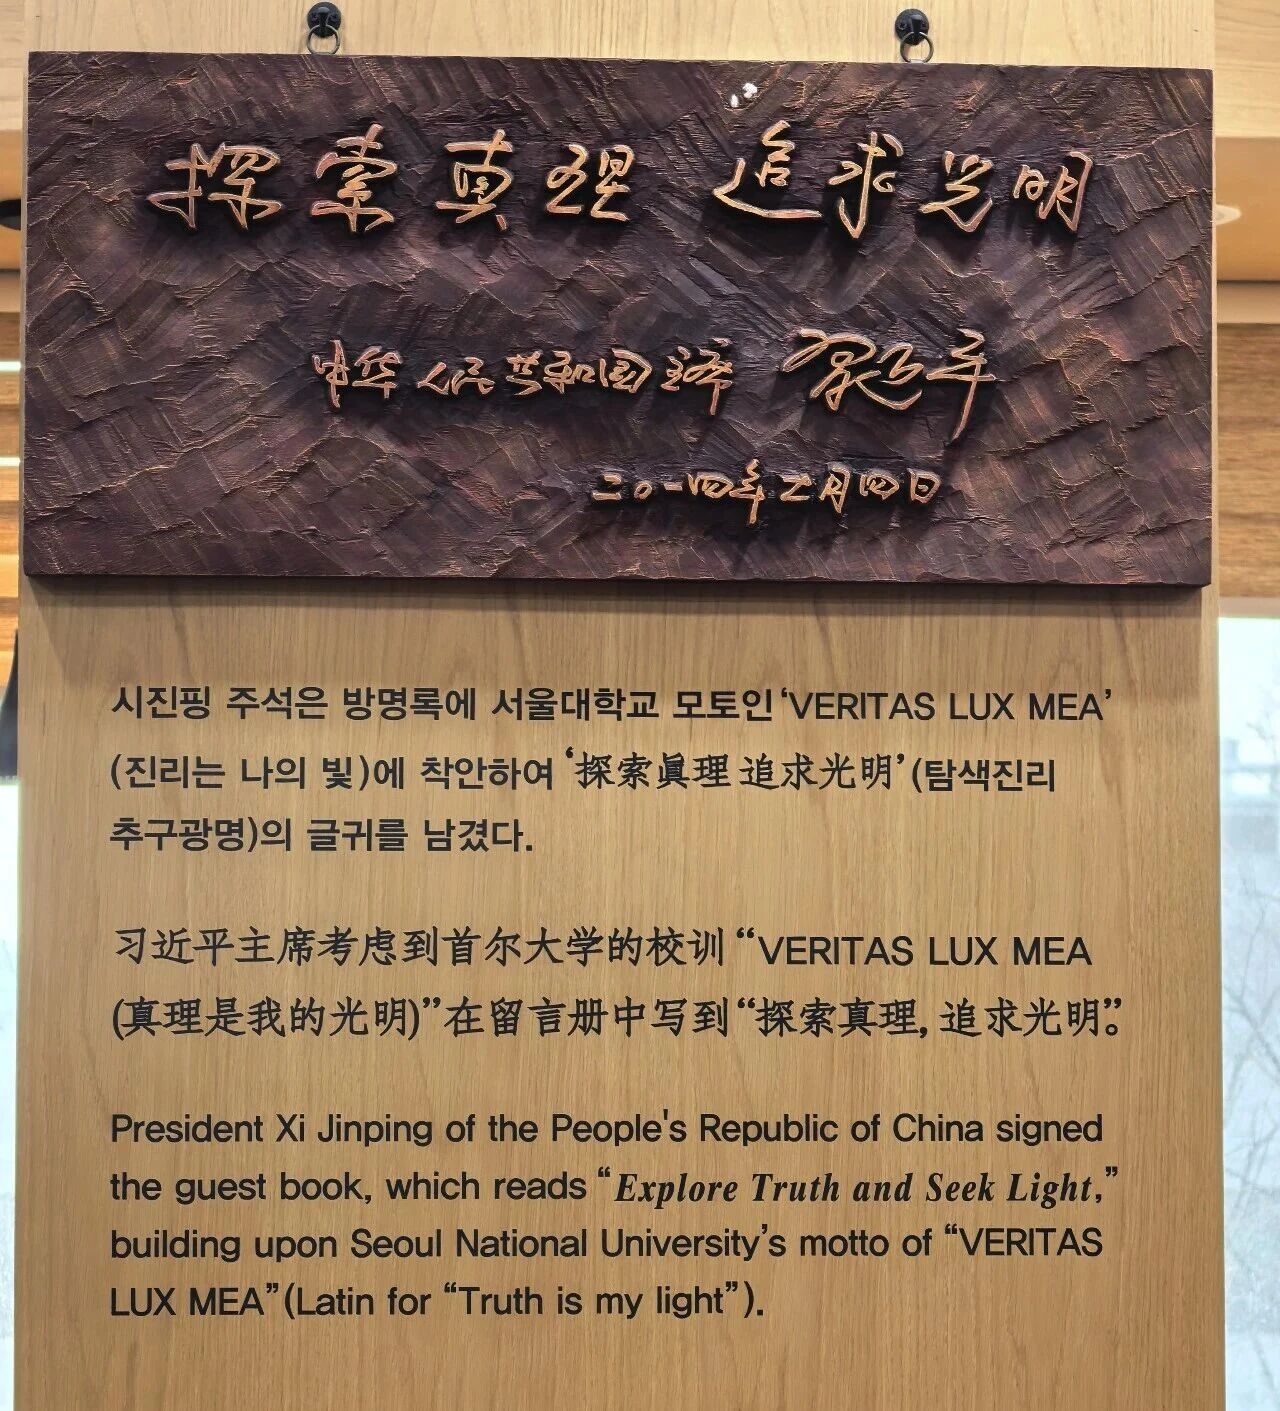 探索真理 追求光明
中华人民共和国主席 习近平
二〇一四年七月四日
시진핑 주석은 방명록에 서울대학교 모토인 ‘VERITAS LUX MEA’
(진리는 나의 빛)에 착안하여 ‘探索眞理 追求光明’(탐색진리
추구광명)의 글귀를 남겼다.
习近平主席考虑到首尔大学的校训 “VERITAS LUX MEA
(真理是我的光明)”在留言册中写到“探索真理, 追求光明”。
President Xi Jinping of the People's Republic of China signed
the guest book, which reads “Explore Truth and Seek Light,”
building upon Seoul National University’s motto of “VERITAS
LUX MEA”(Latin for “Truth is my light”).